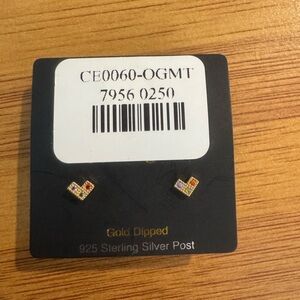 CE0060-OGMT
7956 0250
Gold Dipped
925 Sterling Silver Post